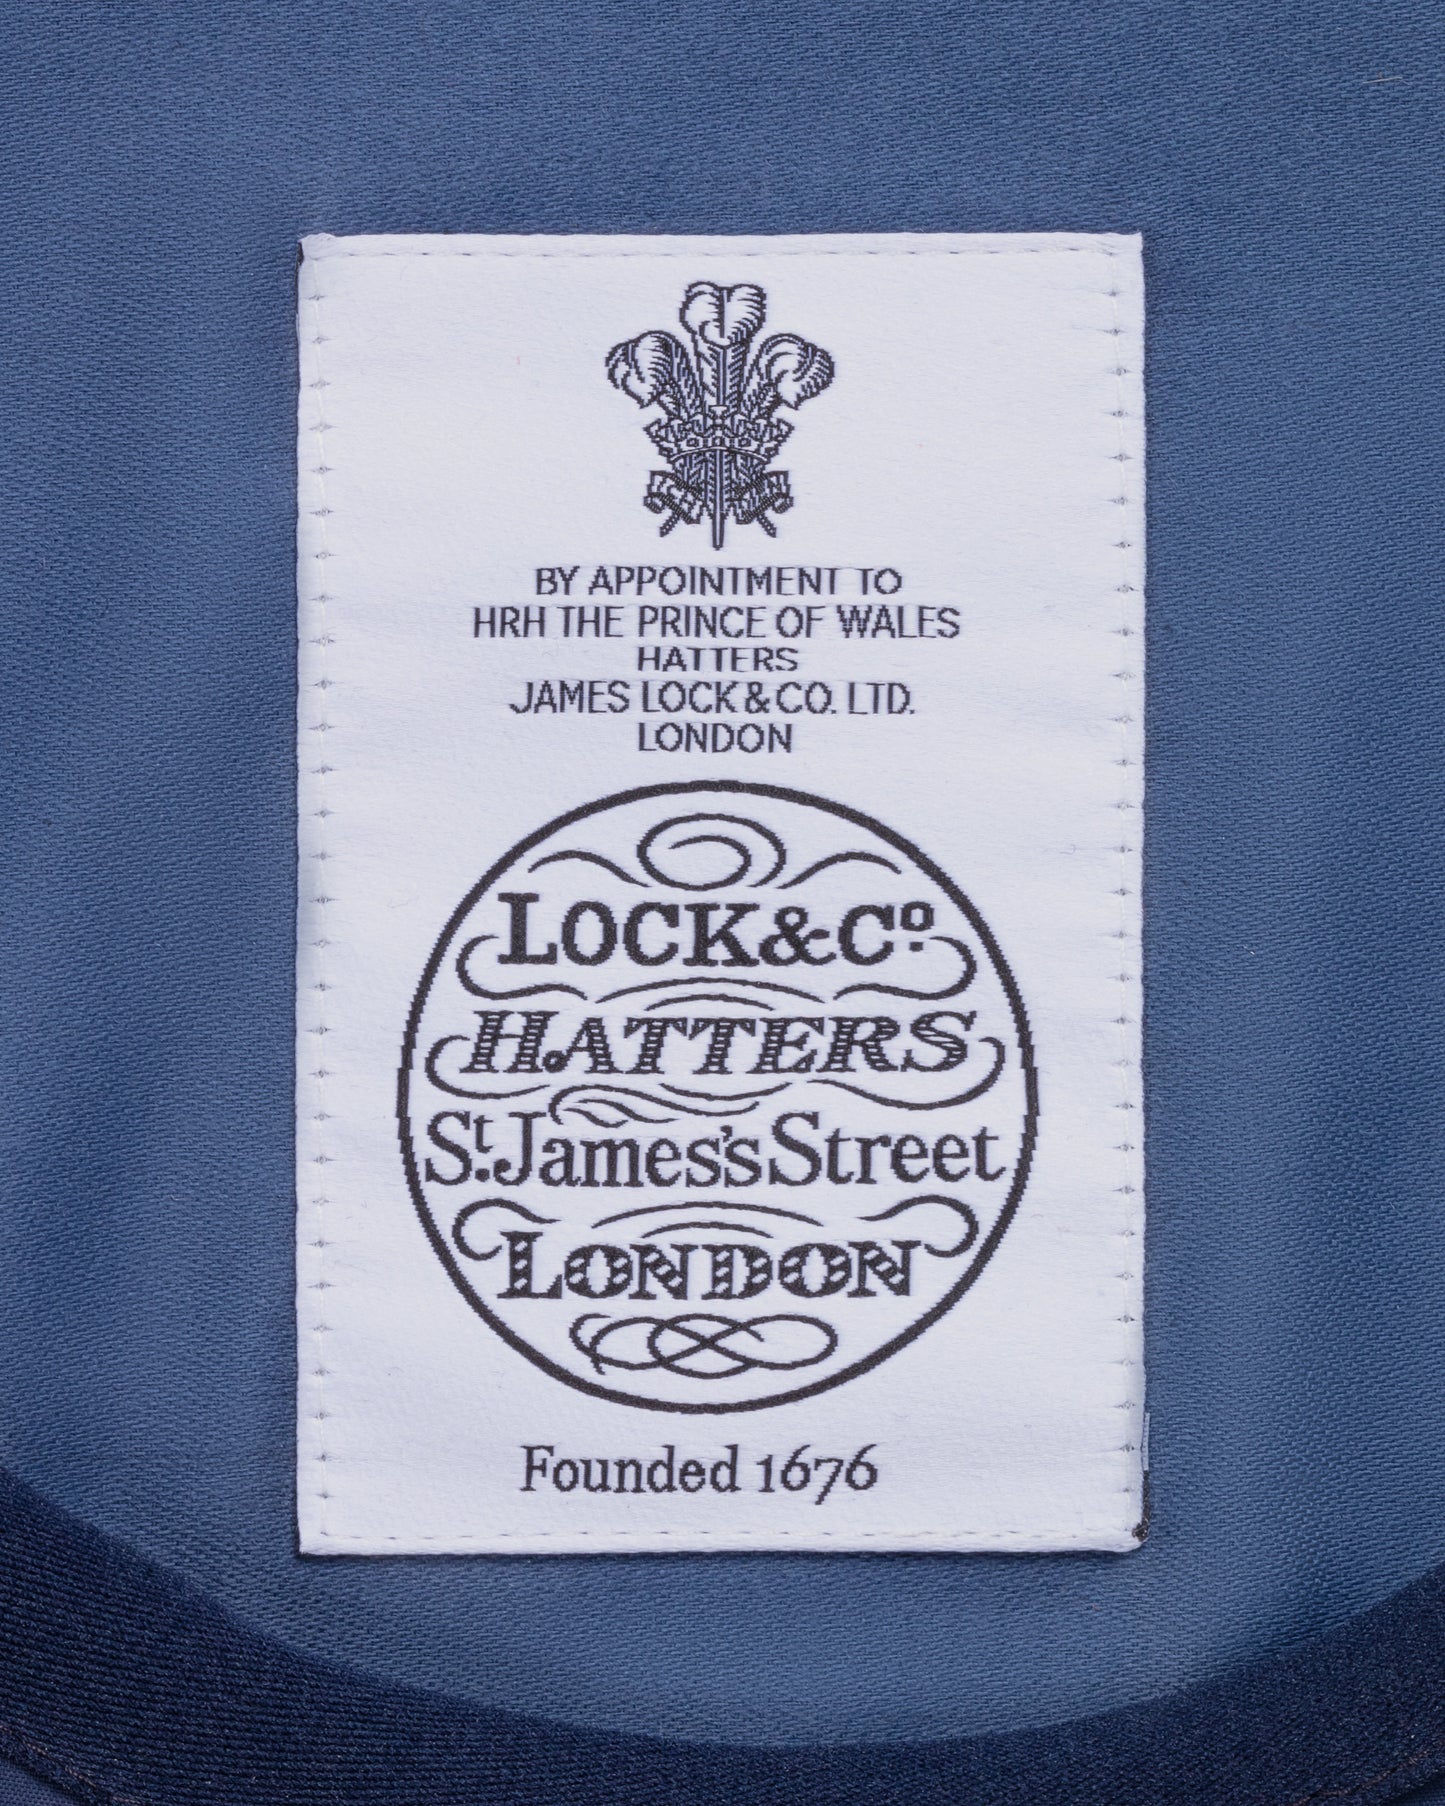 BY APPOINTMENT TO
HRH THE PRINCE OF WALES
HATTERS
JAMES LOCK & CO. LTD.
LONDON
LOCK & Co
HATTERS
St. James's Street
LONDON
Founded 1676